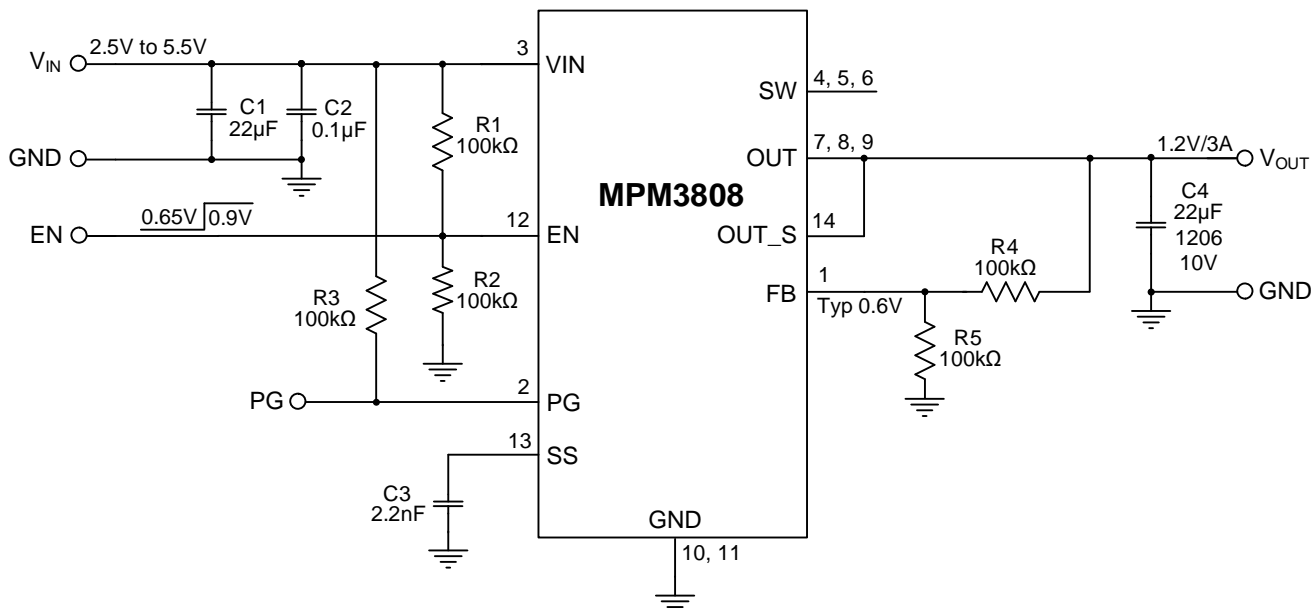 V_IN
2.5V to 5.5V
3
VIN
C1
22µF
C2
0.1µF
R1
100kΩ
GND
EN
0.65V
0.9V
12
EN
R3
100kΩ
R2
100kΩ
PG
2
PG
13
SS
C3
2.2nF
MPM3808
SW
4, 5, 6
OUT
7, 8, 9
OUT_S
14
FB
1
Typ 0.6V
R4
100kΩ
R5
100kΩ
1.2V/3A
V_OUT
C4
22µF
1206
10V
GND
GND
10, 11